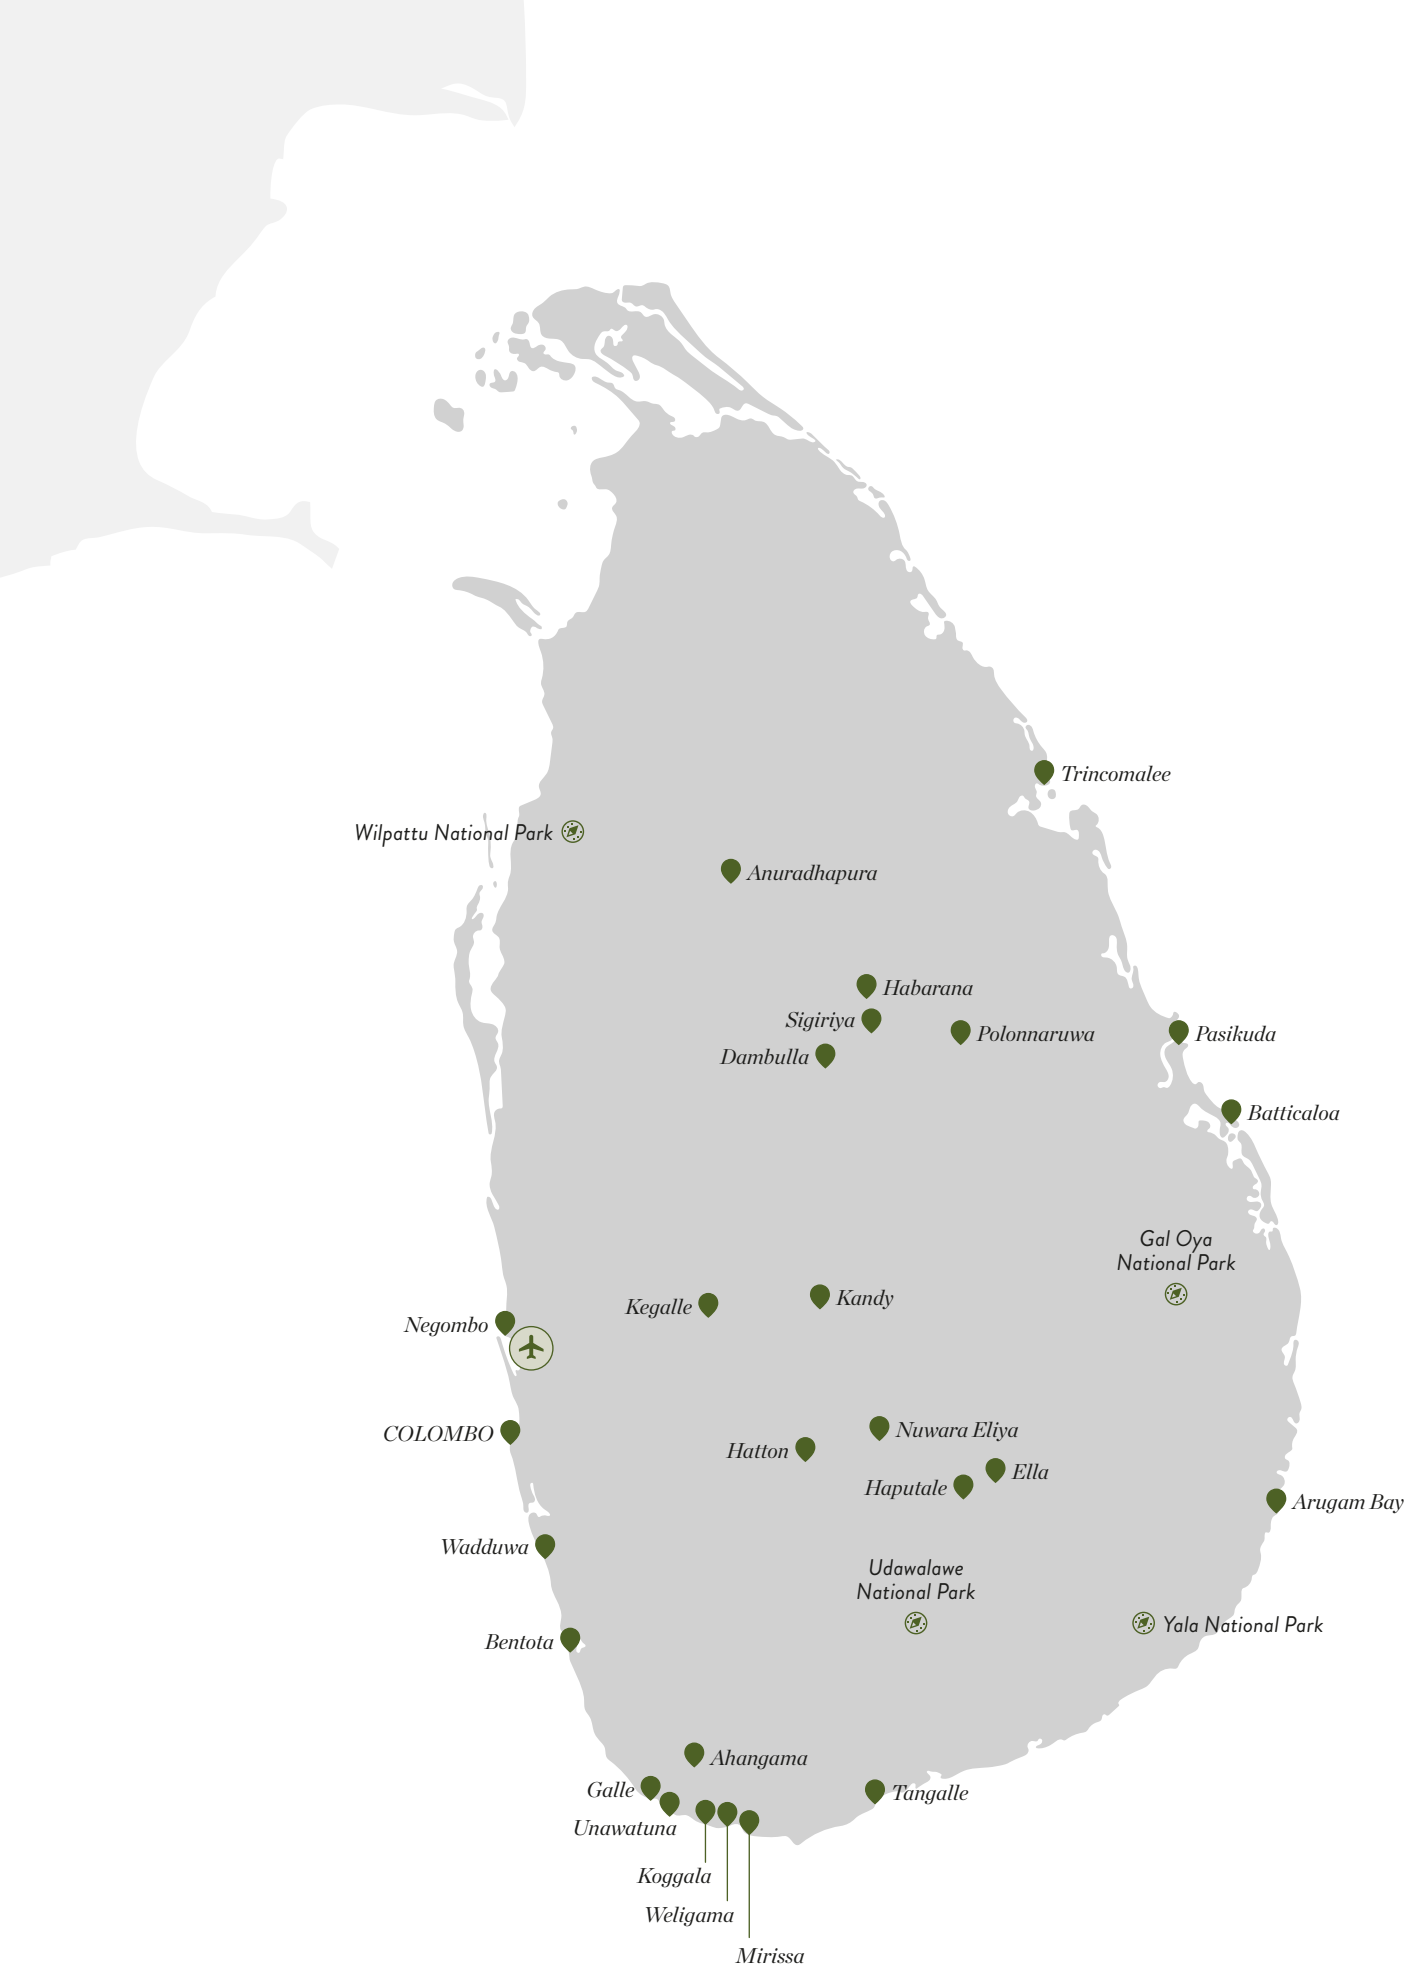 Trincomalee
Wilpattu National Park
Anuradhapura
Habarana
Sigiriya
Polonnaruwa
Pasikuda
Dambulla
Batticaloa
Gal Oya
National Park
Kandy
Kegalle
Negombo
Nuwara Eliya
COLOMBO
Hatton
Ella
Haputale
Arugam Bay
Wadduwa
Udawalawe
National Park
Yala National Park
Bentota
Ahangama
Galle
Tangalle
Unawatuna
Koggala
Weligama
Mirissa